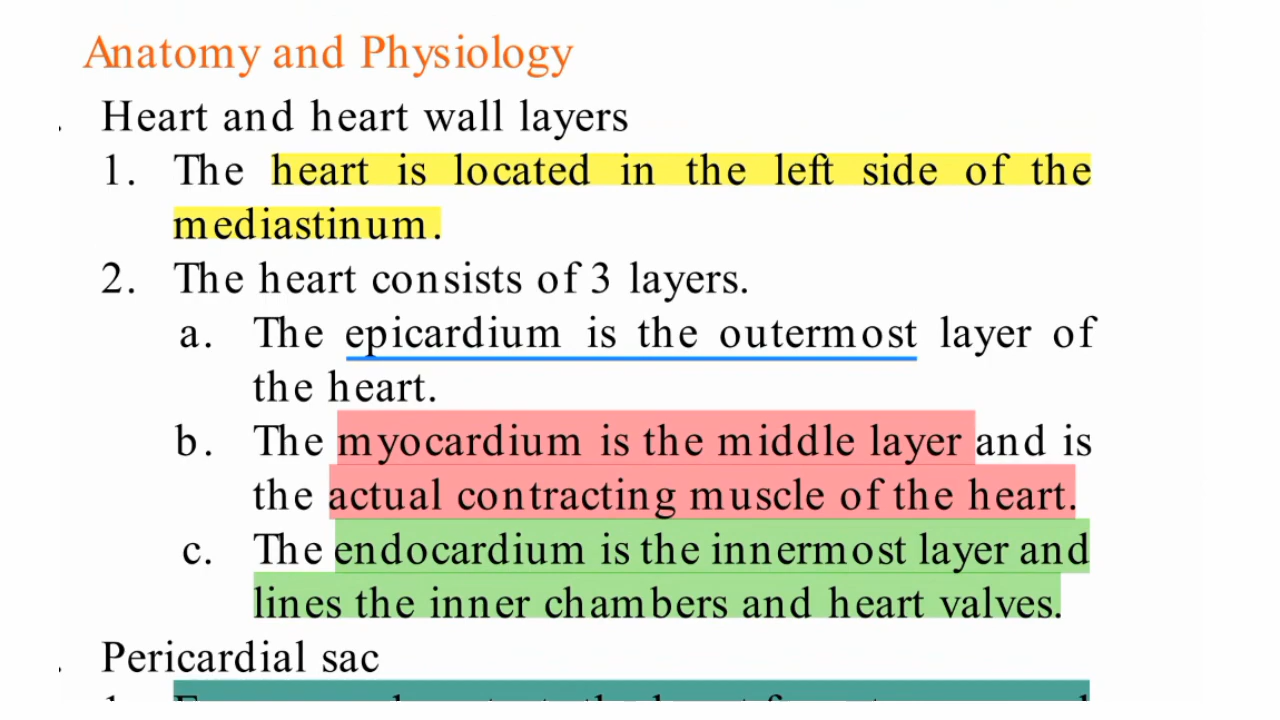 Anatomy and Physiology
. Heart and heart wall layers
1. The heart is located in the left side of the
mediastinum.
2. The heart consists of 3 layers.
a. The epicardium is the outermost layer of
the heart.
b. The myocardium is the middle layer and is
the actual contracting muscle of the heart.
c. The endocardium is the innermost layer and
lines the inner chambers and heart valves.
. Pericardial sac